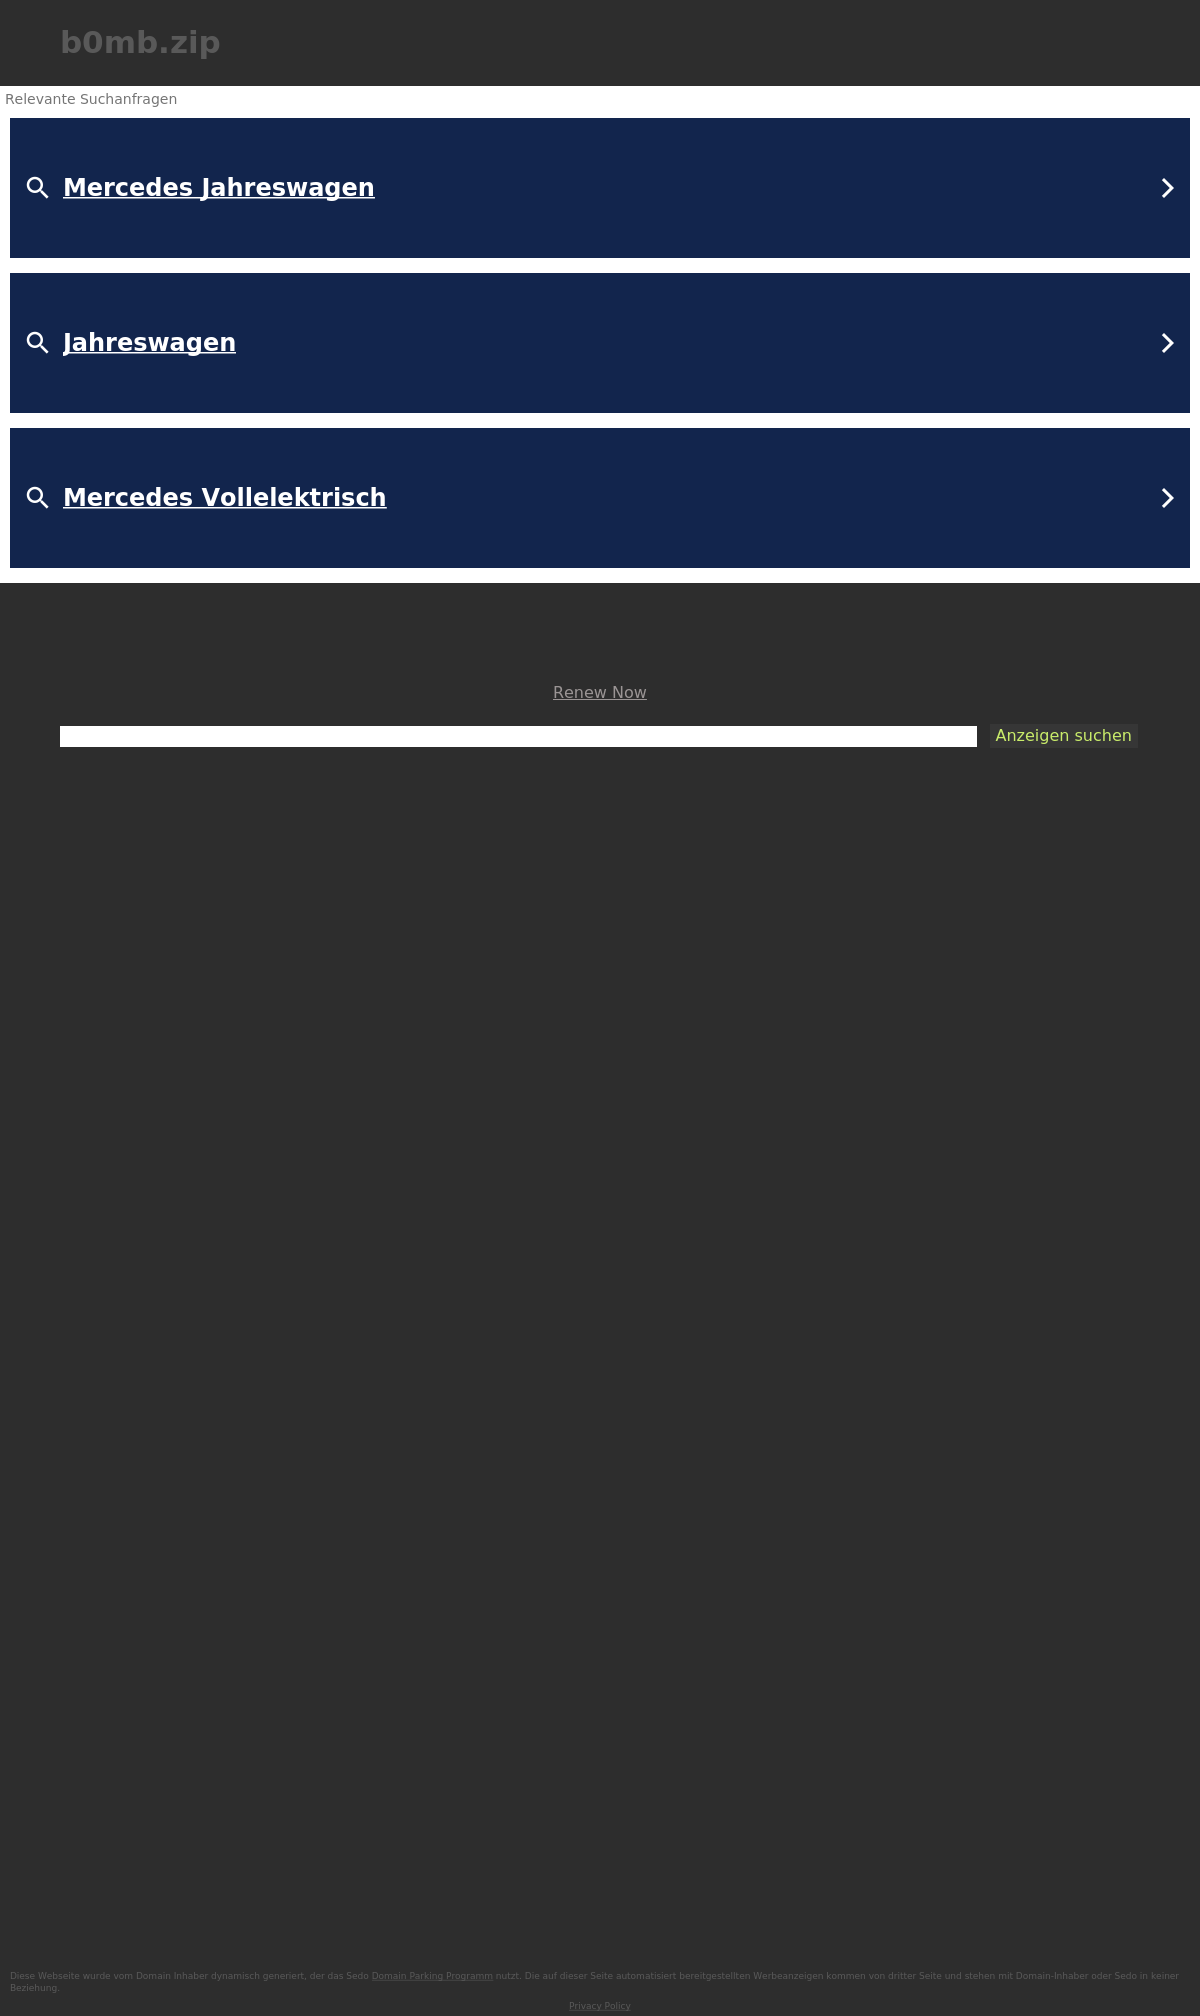 b0mb.zip
Relevante Suchanfragen
Mercedes Jahreswagen
Jahreswagen
Mercedes Vollelektrisch
Renew Now
Anzeigen suchen
Diese Webseite wurde vom Domain Inhaber dynamisch generiert, der das Sedo Domain Parking Programm nutzt. Die auf dieser Seite automatisiert bereitgestellten Werbeanzeigen kommen von dritter Seite und stehen mit Domain-Inhaber oder Sedo in keiner
Beziehung.
Privacy Policy